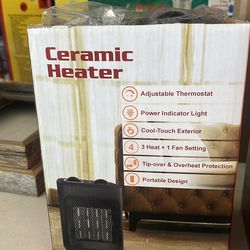 Ceramic
Heater
Adjustable Thermostat
Power Indicator Light
Cool-Touch Exterior
4 3 Heat + 1 Fan Setting
Tip-over & Overheat Protection
Portable Design